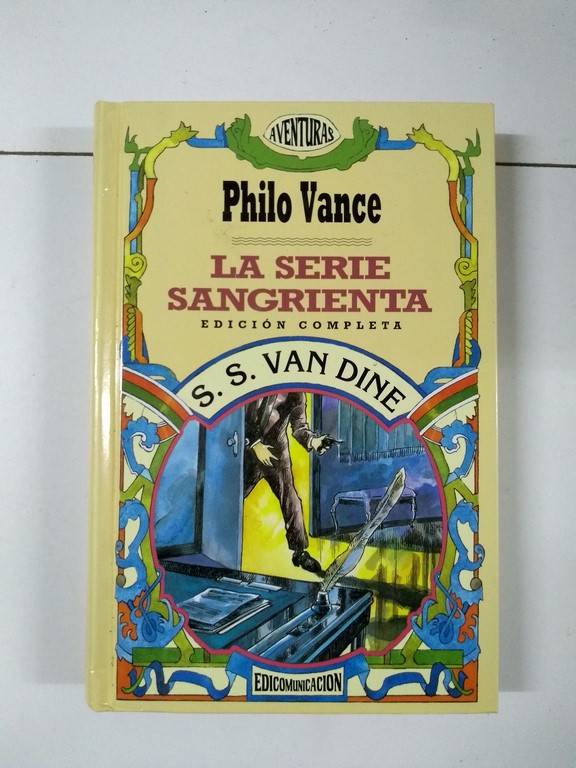 AVENTURAS
Philo Vance
LA SERIE
SANGRIENTA
EDICIÓN COMPLETA
S. S. VAN DINE
EDICOMUNICACION